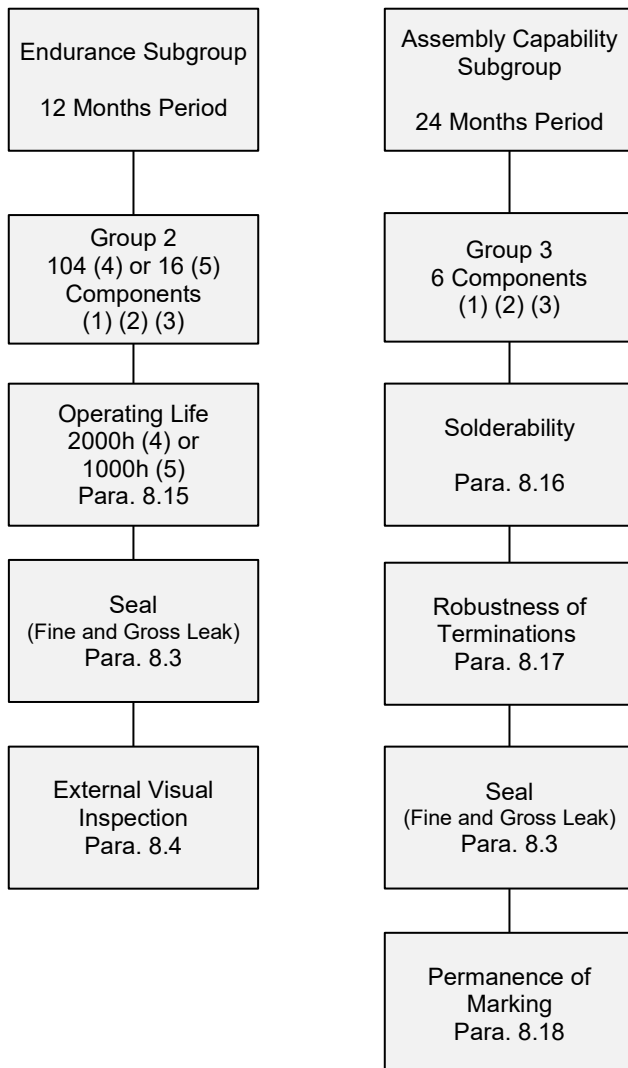 Endurance Subgroup
12 Months Period
Group 2
104 (4) or 16 (5)
Components
(1) (2) (3)
Operating Life
2000h (4) or
1000h (5)
Para. 8.15
Seal
(Fine and Gross Leak)
Para. 8.3
External Visual
Inspection
Para. 8.4
Assembly Capability
Subgroup
24 Months Period
Group 3
6 Components
(1) (2) (3)
Solderability
Para. 8.16
Robustness of
Terminations
Para. 8.17
Seal
(Fine and Gross Leak)
Para. 8.3
Permanence of
Marking
Para. 8.18